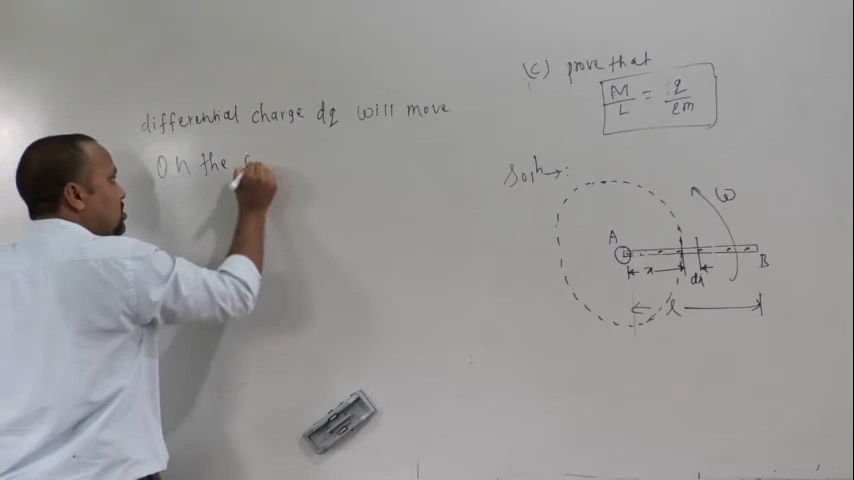 differential charge dq will move
On the
(c) prove that
M/L = q/2m
Soln→:
ω
A
B
x
dx
l